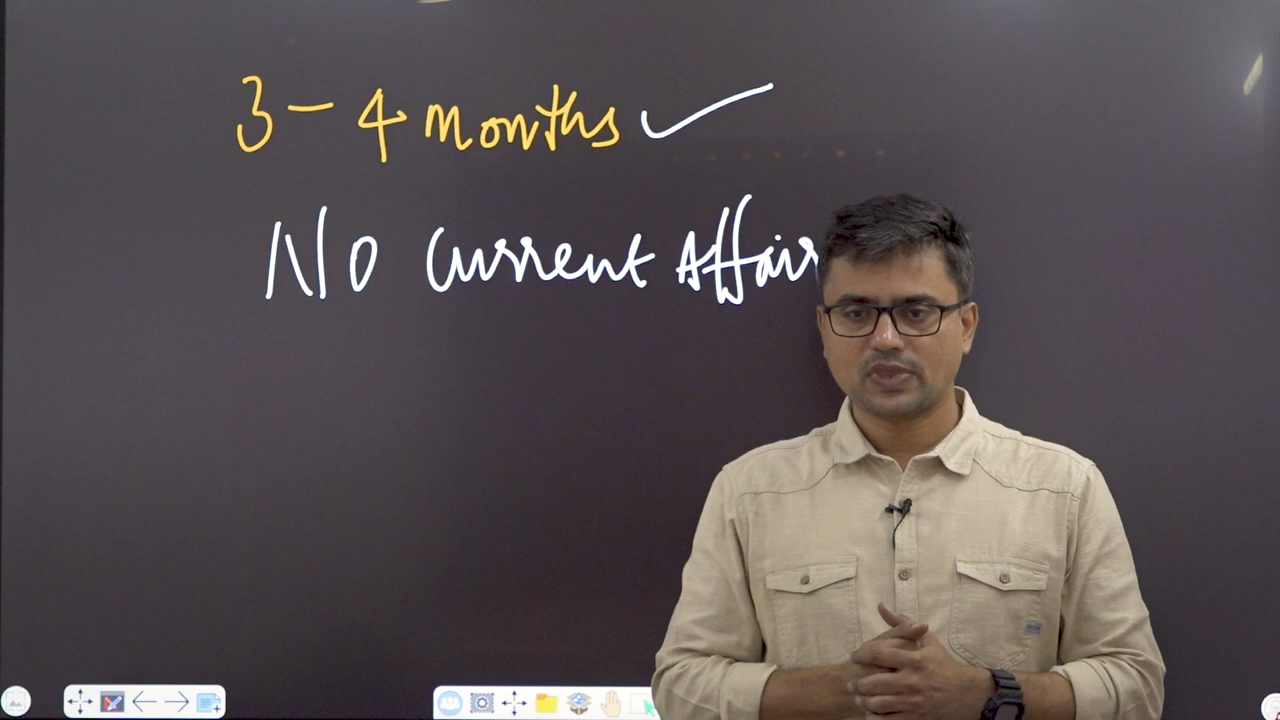 3 - 4 months ✓
No Current Affair